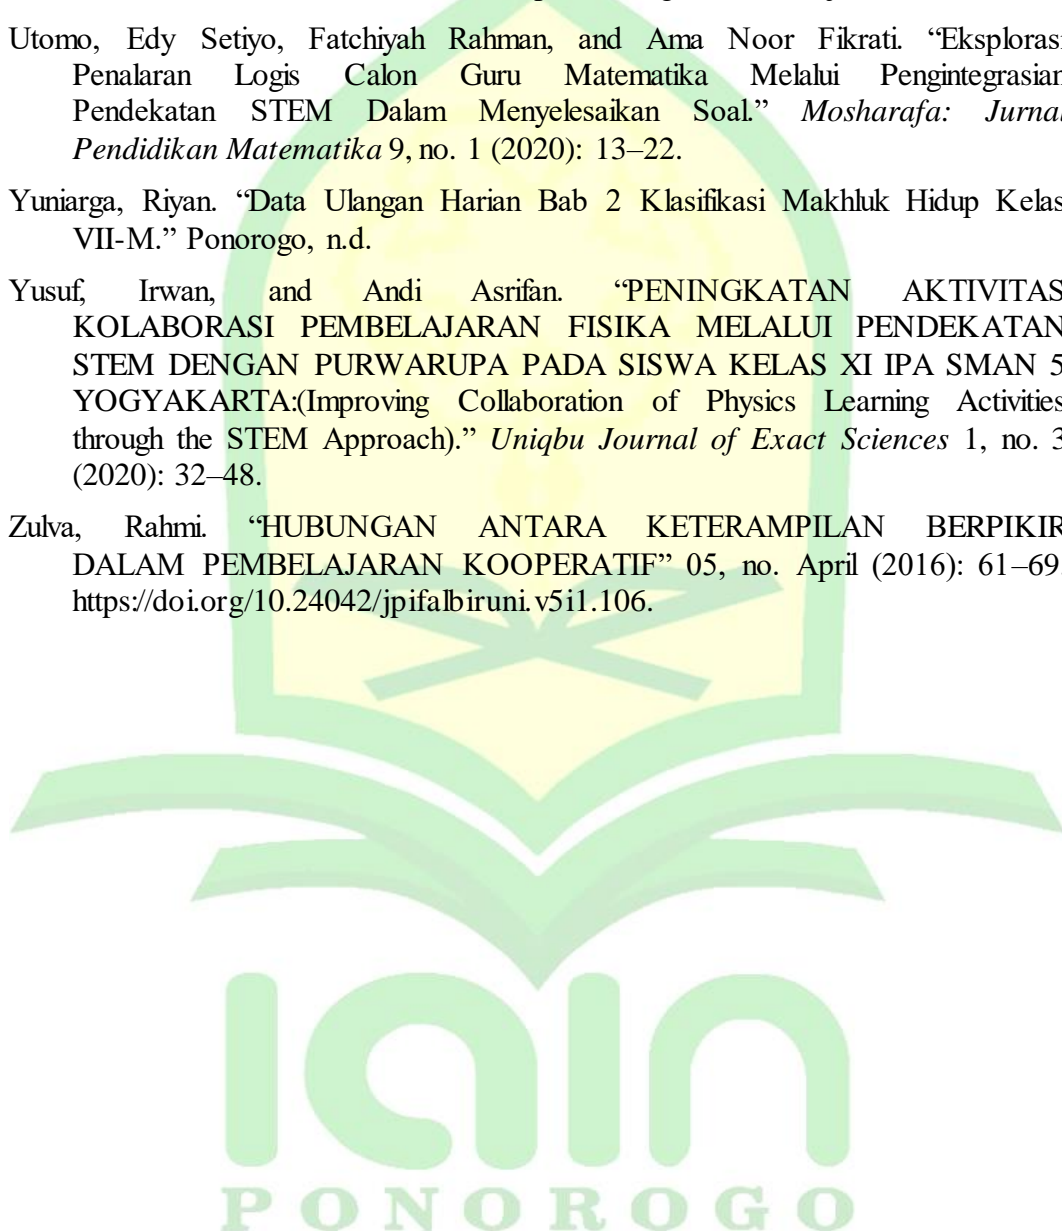 Utomo, Edy Setiyo, Fatchiyah Rahman, and Ama Noor Fikrati. “Eksplorasi
Penalaran Logis Calon Guru Matematika Melalui Pengintegrasian
Pendekatan STEM Dalam Menyelesaikan Soal.” Mosharafa: Jurnal
Pendidikan Matematika 9, no. 1 (2020): 13–22.
Yuniarga, Riyan. “Data Ulangan Harian Bab 2 Klasifikasi Makhluk Hidup Kelas
VII-M.” Ponorogo, n.d.
Yusuf, Irwan, and Andi Asrifan. “PENINGKATAN AKTIVITAS
KOLABORASI PEMBELAJARAN FISIKA MELALUI PENDEKATAN
STEM DENGAN PURWARUPA PADA SISWA KELAS XI IPA SMAN 5
YOGYAKARTA:(Improving Collaboration of Physics Learning Activities
through the STEM Approach).” Uniqbu Journal of Exact Sciences 1, no. 3
(2020): 32–48.
Zulva, Rahmi. “HUBUNGAN ANTARA KETERAMPILAN BERPIKIR
DALAM PEMBELAJARAN KOOPERATIF” 05, no. April (2016): 61–69.
https://doi.org/10.24042/jpifalbiruni.v5i1.106.
iain
PONOROGO